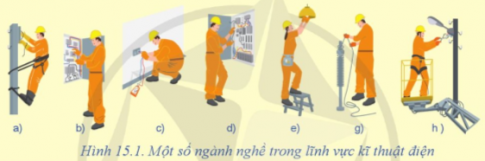 a) b) c) d) e) g) h )
Hình 15.1. Một số ngành nghề trong lĩnh vực kĩ thuật điện